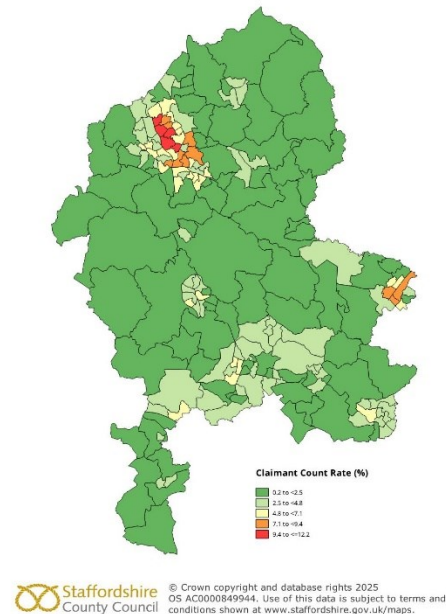 Claimant Count Rate (%)
0.2 to <2.5
2.5 to <4.8
4.8 to <7.1
7.1 to <9.4
9.4 to <=12.2
Staffordshire
County Council
© Crown copyright and database rights 2025
OS AC0000849944. Use of this data is subject to terms and
conditions shown at www.staffordshire.gov.uk/maps.